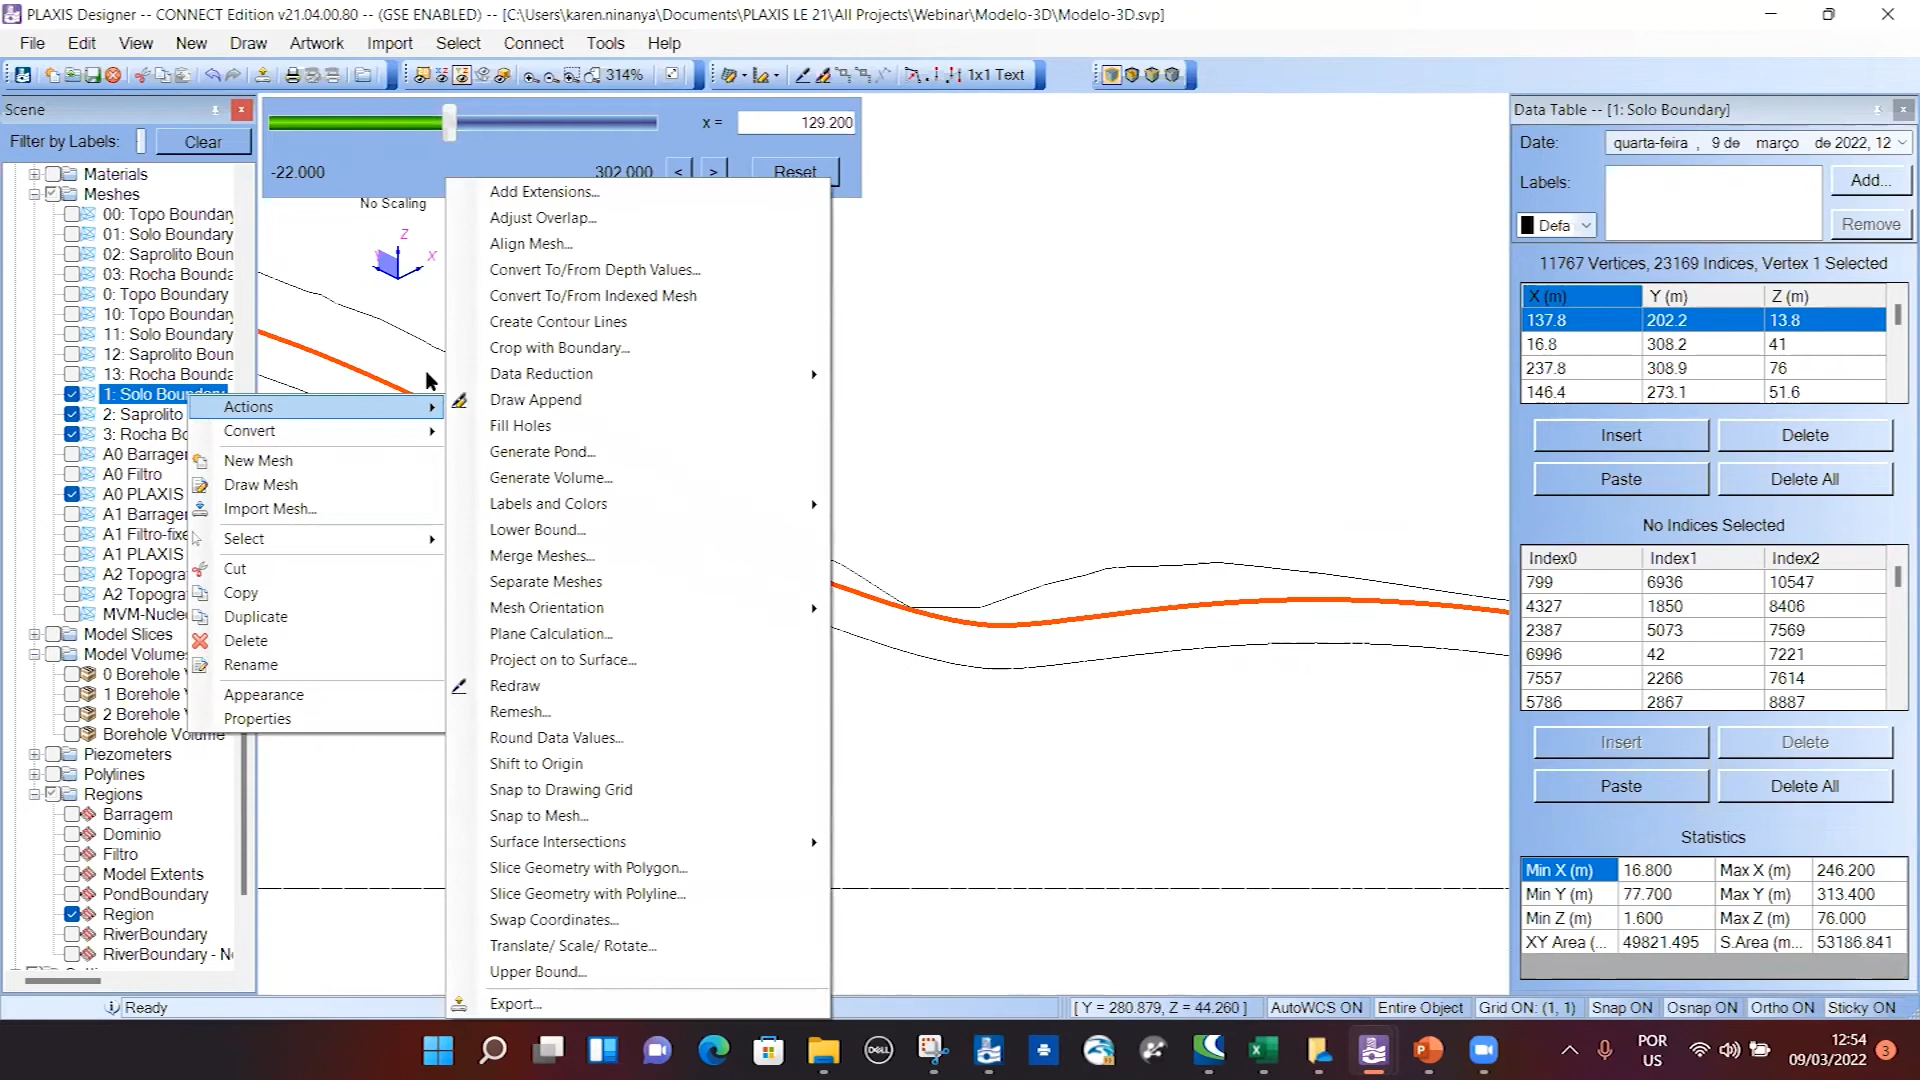 PLAXIS Designer -- CONNECT Edition v21.04.00.80 -- (GSE ENABLED) -- [C:\Users\karen.ninanya\Documents\PLAXIS LE 21\All Projects\Webinar\Modelo-3D\Modelo-3D.svp]
File Edit View New Draw Artwork Import Select Connect Tools Help
314% 1x1 Text
Scene
Filter by Labels: Clear
Materials
Meshes
00: Topo Boundary
01: Solo Boundary
02: Saprolito Boun
03: Rocha Bounda
0: Topo Boundary
10: Topo Boundary
11: Solo Boundary
12: Saprolito Boun
13: Rocha Bounda
1: Solo Boundary
2: Saprolito
3: Rocha Bo
A0 Barrager
A0 Filtro
A0 PLAXIS
A1 Barrager
A1 Filtro-fixe
A1 PLAXIS
A2 Topogra
A2 Topogra
MVM-Nucle
Model Slices
Model Volume
0 Borehole
1 Borehole
2 Borehole
Borehole Volume
Piezometers
Polylines
Regions
Barragem
Dominio
Filtro
Model Extents
PondBoundary
Region
RiverBoundary
RiverBoundary - N
x = 129.200
-22.000 302.000 < > Reset
No Scaling
Z
X
Actions
Convert
New Mesh
Draw Mesh
Import Mesh...
Select
Cut
Copy
Duplicate
Delete
Rename
Appearance
Properties
Add Extensions...
Adjust Overlap...
Align Mesh...
Convert To/From Depth Values...
Convert To/From Indexed Mesh
Create Contour Lines
Crop with Boundary...
Data Reduction
Draw Append
Fill Holes
Generate Pond...
Generate Volume...
Labels and Colors
Lower Bound...
Merge Meshes...
Separate Meshes
Mesh Orientation
Plane Calculation...
Project on to Surface...
Redraw
Remesh...
Round Data Values...
Shift to Origin
Snap to Drawing Grid
Snap to Mesh...
Surface Intersections
Slice Geometry with Polygon...
Slice Geometry with Polyline...
Swap Coordinates...
Translate/ Scale/ Rotate...
Upper Bound...
Export...
Data Table -- [1: Solo Boundary]
Date: quarta-feira , 9 de março de 2022, 12
Labels: Add...
Defa Remove
11767 Vertices, 23169 Indices, Vertex 1 Selected
X (m) Y (m) Z (m)
137.8 202.2 13.8
16.8 308.2 41
237.8 308.9 76
146.4 273.1 51.6
Insert Delete
Paste Delete All
No Indices Selected
Index0 Index1 Index2
799 6936 10547
4327 1850 8406
2387 5073 7569
6996 42 7221
7557 2266 7614
5786 2867 8887
Insert Delete
Paste Delete All
Statistics
Min X (m) 16.800 Max X (m) 246.200
Min Y (m) 77.700 Max Y (m) 313.400
Min Z (m) 1.600 Max Z (m) 76.000
XY Area (... 49821.495 S.Area (m... 53186.841
Ready [ Y = 280.879, Z = 44.260 ] AutoWCS ON Entire Object Grid ON: (1, 1) Snap ON Osnap ON Ortho ON Sticky ON
DELL
POR
US
12:54
09/03/2022
3